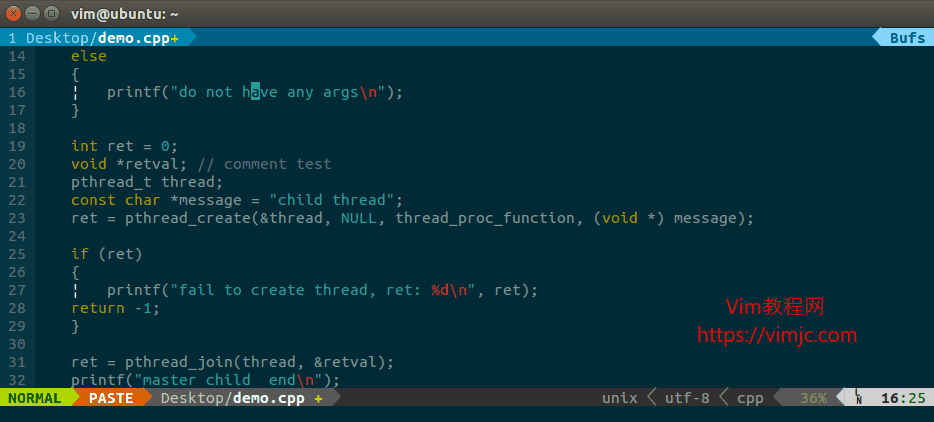 vim@ubuntu: ~
1 Desktop/demo.cpp+ Bufs
14     else
15     {
16     ¦   printf("do not have any args\n");
17     }
18
19     int ret = 0;
20     void *retval; // comment test
21     pthread_t thread;
22     const char *message = "child thread";
23     ret = pthread_create(&thread, NULL, thread_proc_function, (void *) message);
24
25     if (ret)
26     {
27     ¦   printf("fail to create thread, ret: %d\n", ret);
28     return -1;
29     }
30
31     ret = pthread_join(thread, &retval);
32     printf("master child  end\n");
Vim教程网
https://vimjc.com
NORMAL PASTE Desktop/demo.cpp + unix utf-8 cpp 36% LN 16:25